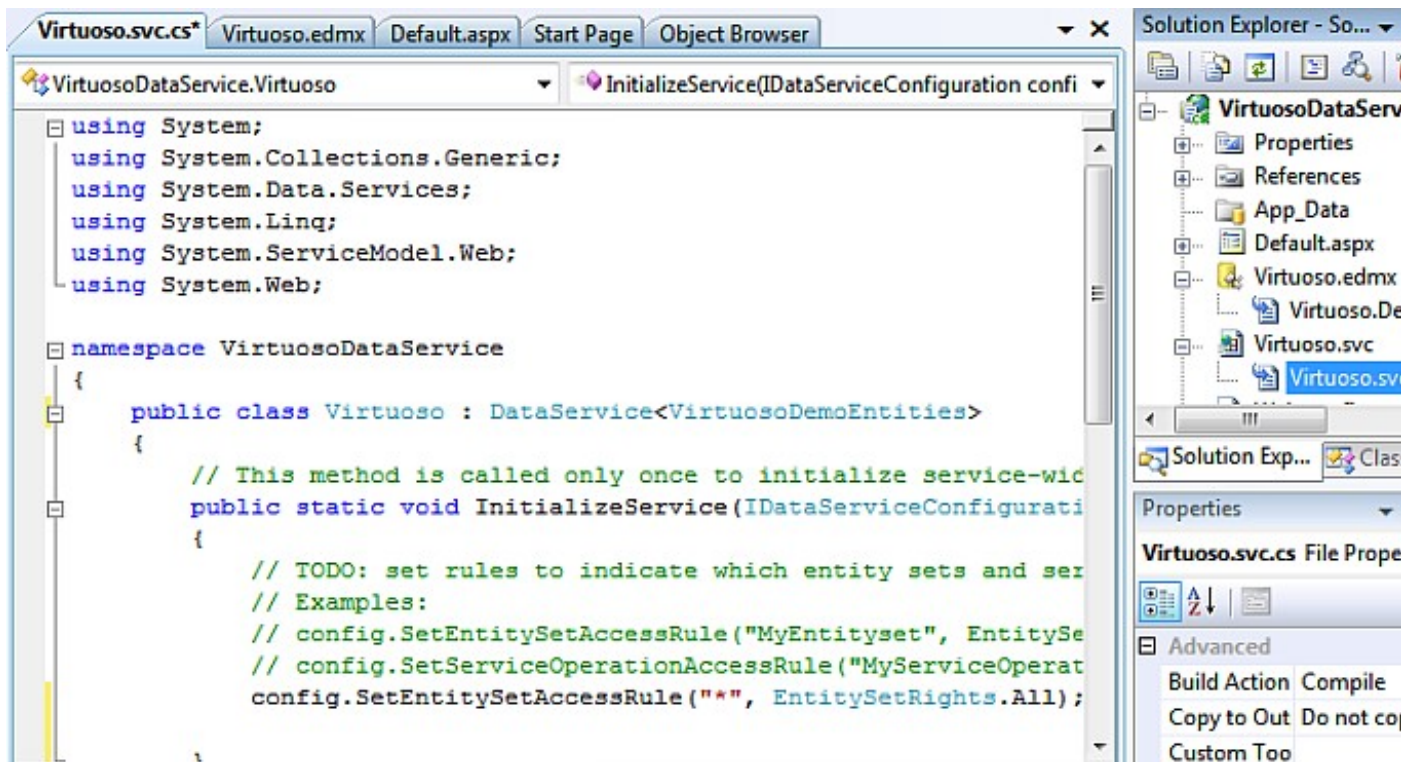 Virtuoso.svc.cs* Virtuoso.edmx Default.aspx Start Page Object Browser
VirtuosoDataService.Virtuoso InitializeService(IDataServiceConfiguration confi
using System;
using System.Collections.Generic;
using System.Data.Services;
using System.Linq;
using System.ServiceModel.Web;
using System.Web;
namespace VirtuosoDataService
{
public class Virtuoso : DataService<VirtuosoDemoEntities>
{
// This method is called only once to initialize service-wid
public static void InitializeService(IDataServiceConfigurati
{
// TODO: set rules to indicate which entity sets and ser
// Examples:
// config.SetEntitySetAccessRule("MyEntityset", EntitySe
// config.SetServiceOperationAccessRule("MyServiceOperat
config.SetEntitySetAccessRule("*", EntitySetRights.All);
}
Solution Explorer - So...
VirtuosoDataServ
Properties
References
App_Data
Default.aspx
Virtuoso.edmx
Virtuoso.De
Virtuoso.svc
Virtuoso.svc
Solution Exp... Clas
Properties
Virtuoso.svc.cs File Prope
Advanced
Build Action Compile
Copy to Out Do not cop
Custom Too